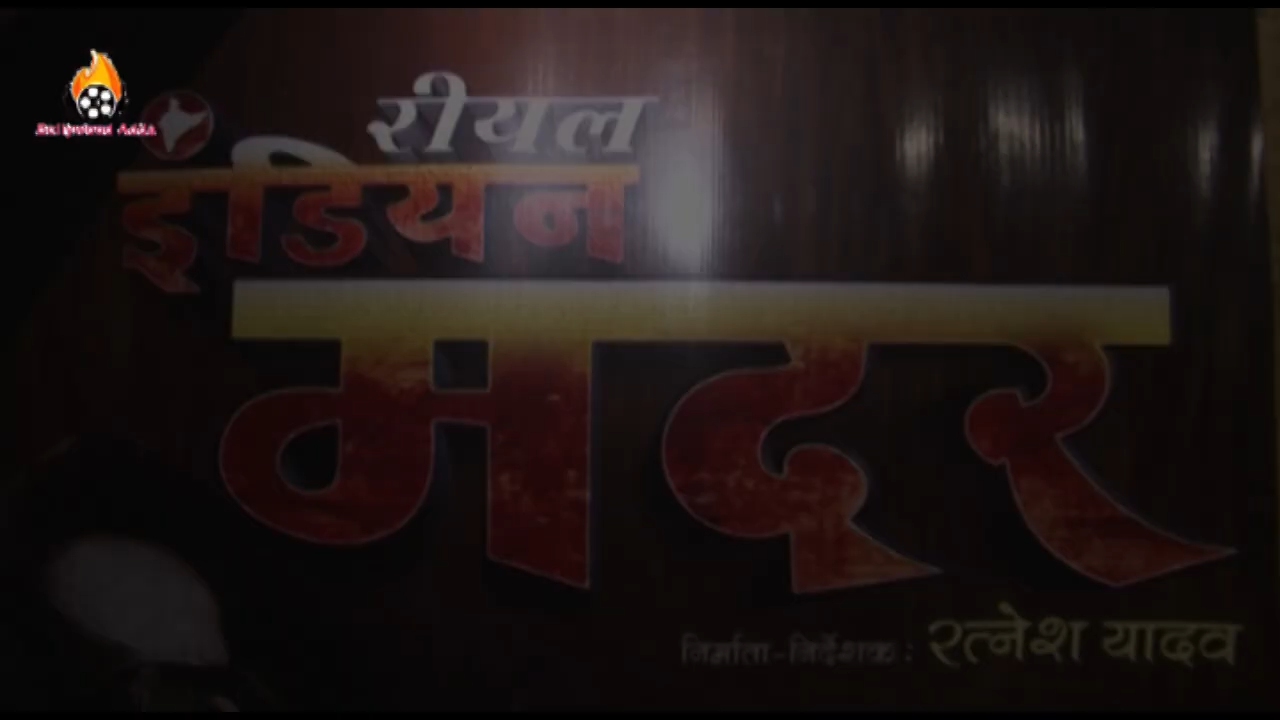 रीयल
इंडियन
मदर
निर्माता-निर्देशक : रत्नेश यादव